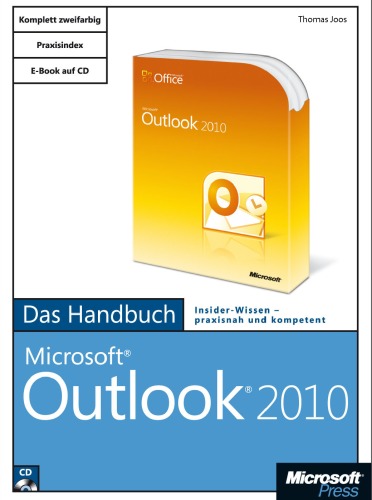 Komplett zweifarbig
Praxisindex
E-Book auf CD
Thomas Joos
Microsoft
Office
Microsoft
Outlook 2010
Microsoft
Das Handbuch
Insider-Wissen –
praxisnah und kompetent
Microsoft®
Outlook® 2010
CD
Microsoft
Press